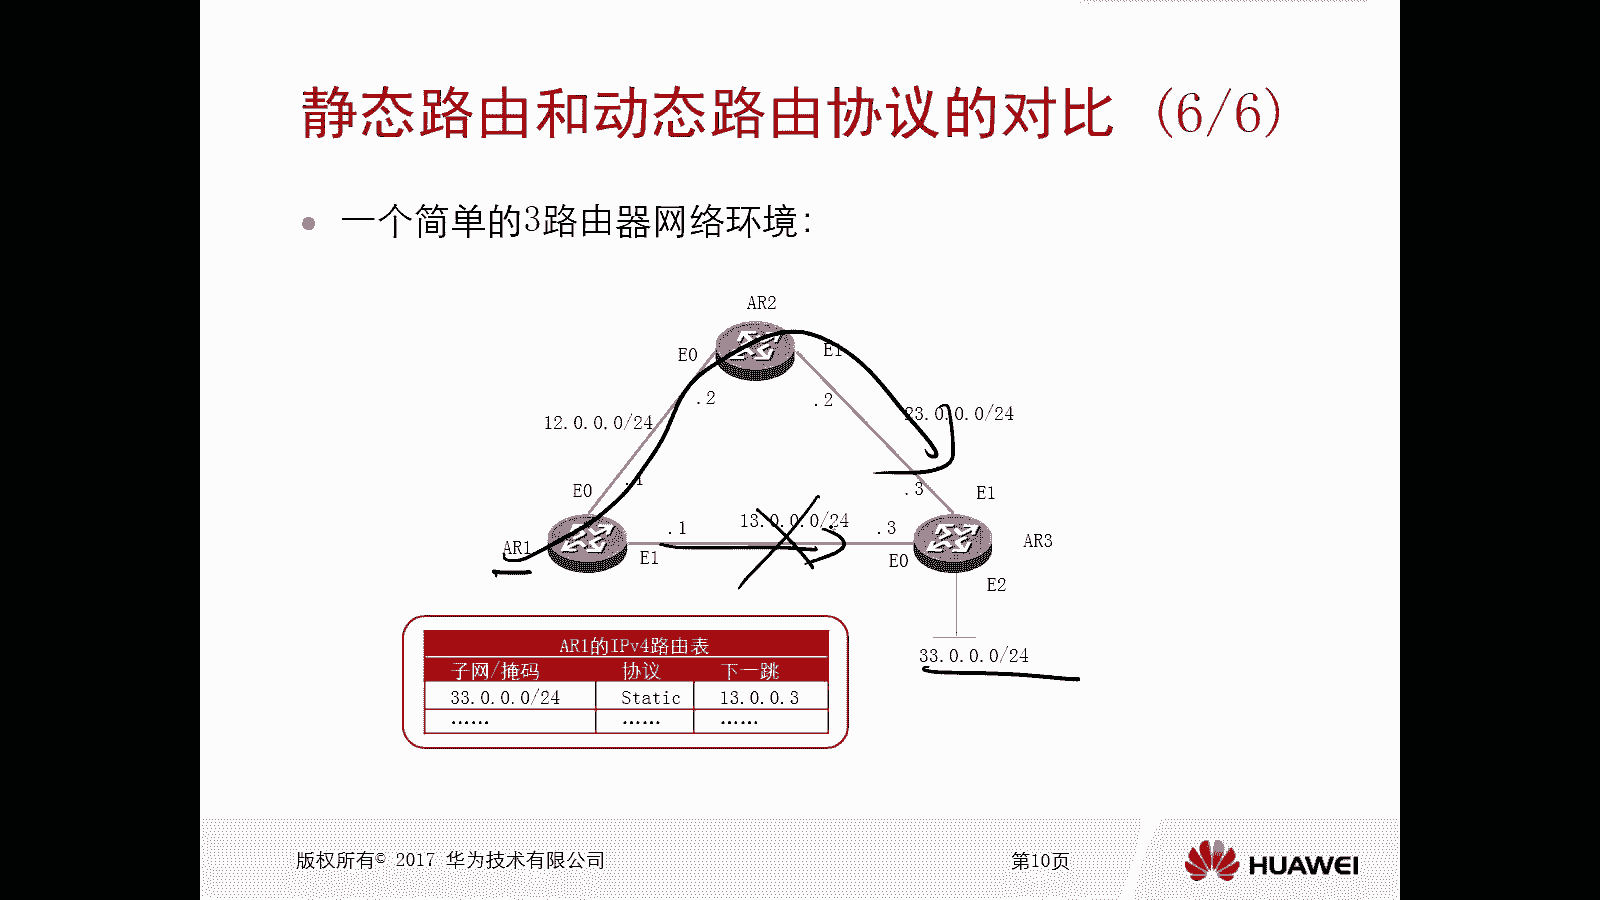 静态路由和动态路由协议的对比 (6/6)
一个简单的3路由器网络环境:
AR2
E0
E1
.2
.2
12.0.0.0/24
23.0.0.0/24
E0
.1
.3
E1
.1
13.0.0.0/24
.3
AR1
AR3
E1
E0
E2
AR1的IPv4路由表
子网/掩码 协议 下一跳
33.0.0.0/24 Static 13.0.0.3
…… …… ……
33.0.0.0/24
版权所有© 2017 华为技术有限公司
第10页
HUAWEI